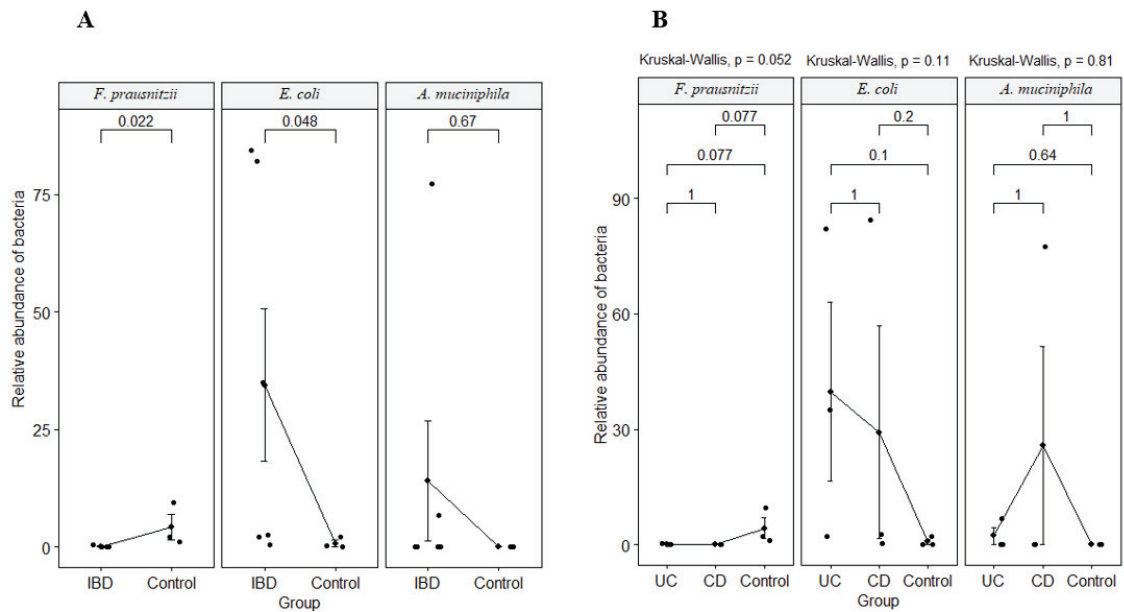 A
F. prausnitzii
E. coli
A. muciniphila
0.022
0.048
0.67
75
50
25
0
Relative abundance of bacteria
IBD
Control
IBD
Control
IBD
Control
Group
B
Kruskal-Wallis, p = 0.052
Kruskal-Wallis, p = 0.11
Kruskal-Wallis, p = 0.81
F. prausnitzii
E. coli
A. muciniphila
0.077
0.2
1
0.077
0.1
0.64
1
1
1
90
60
30
0
Relative abundance of bacteria
UC
CD
Control
UC
CD
Control
UC
CD
Control
Group